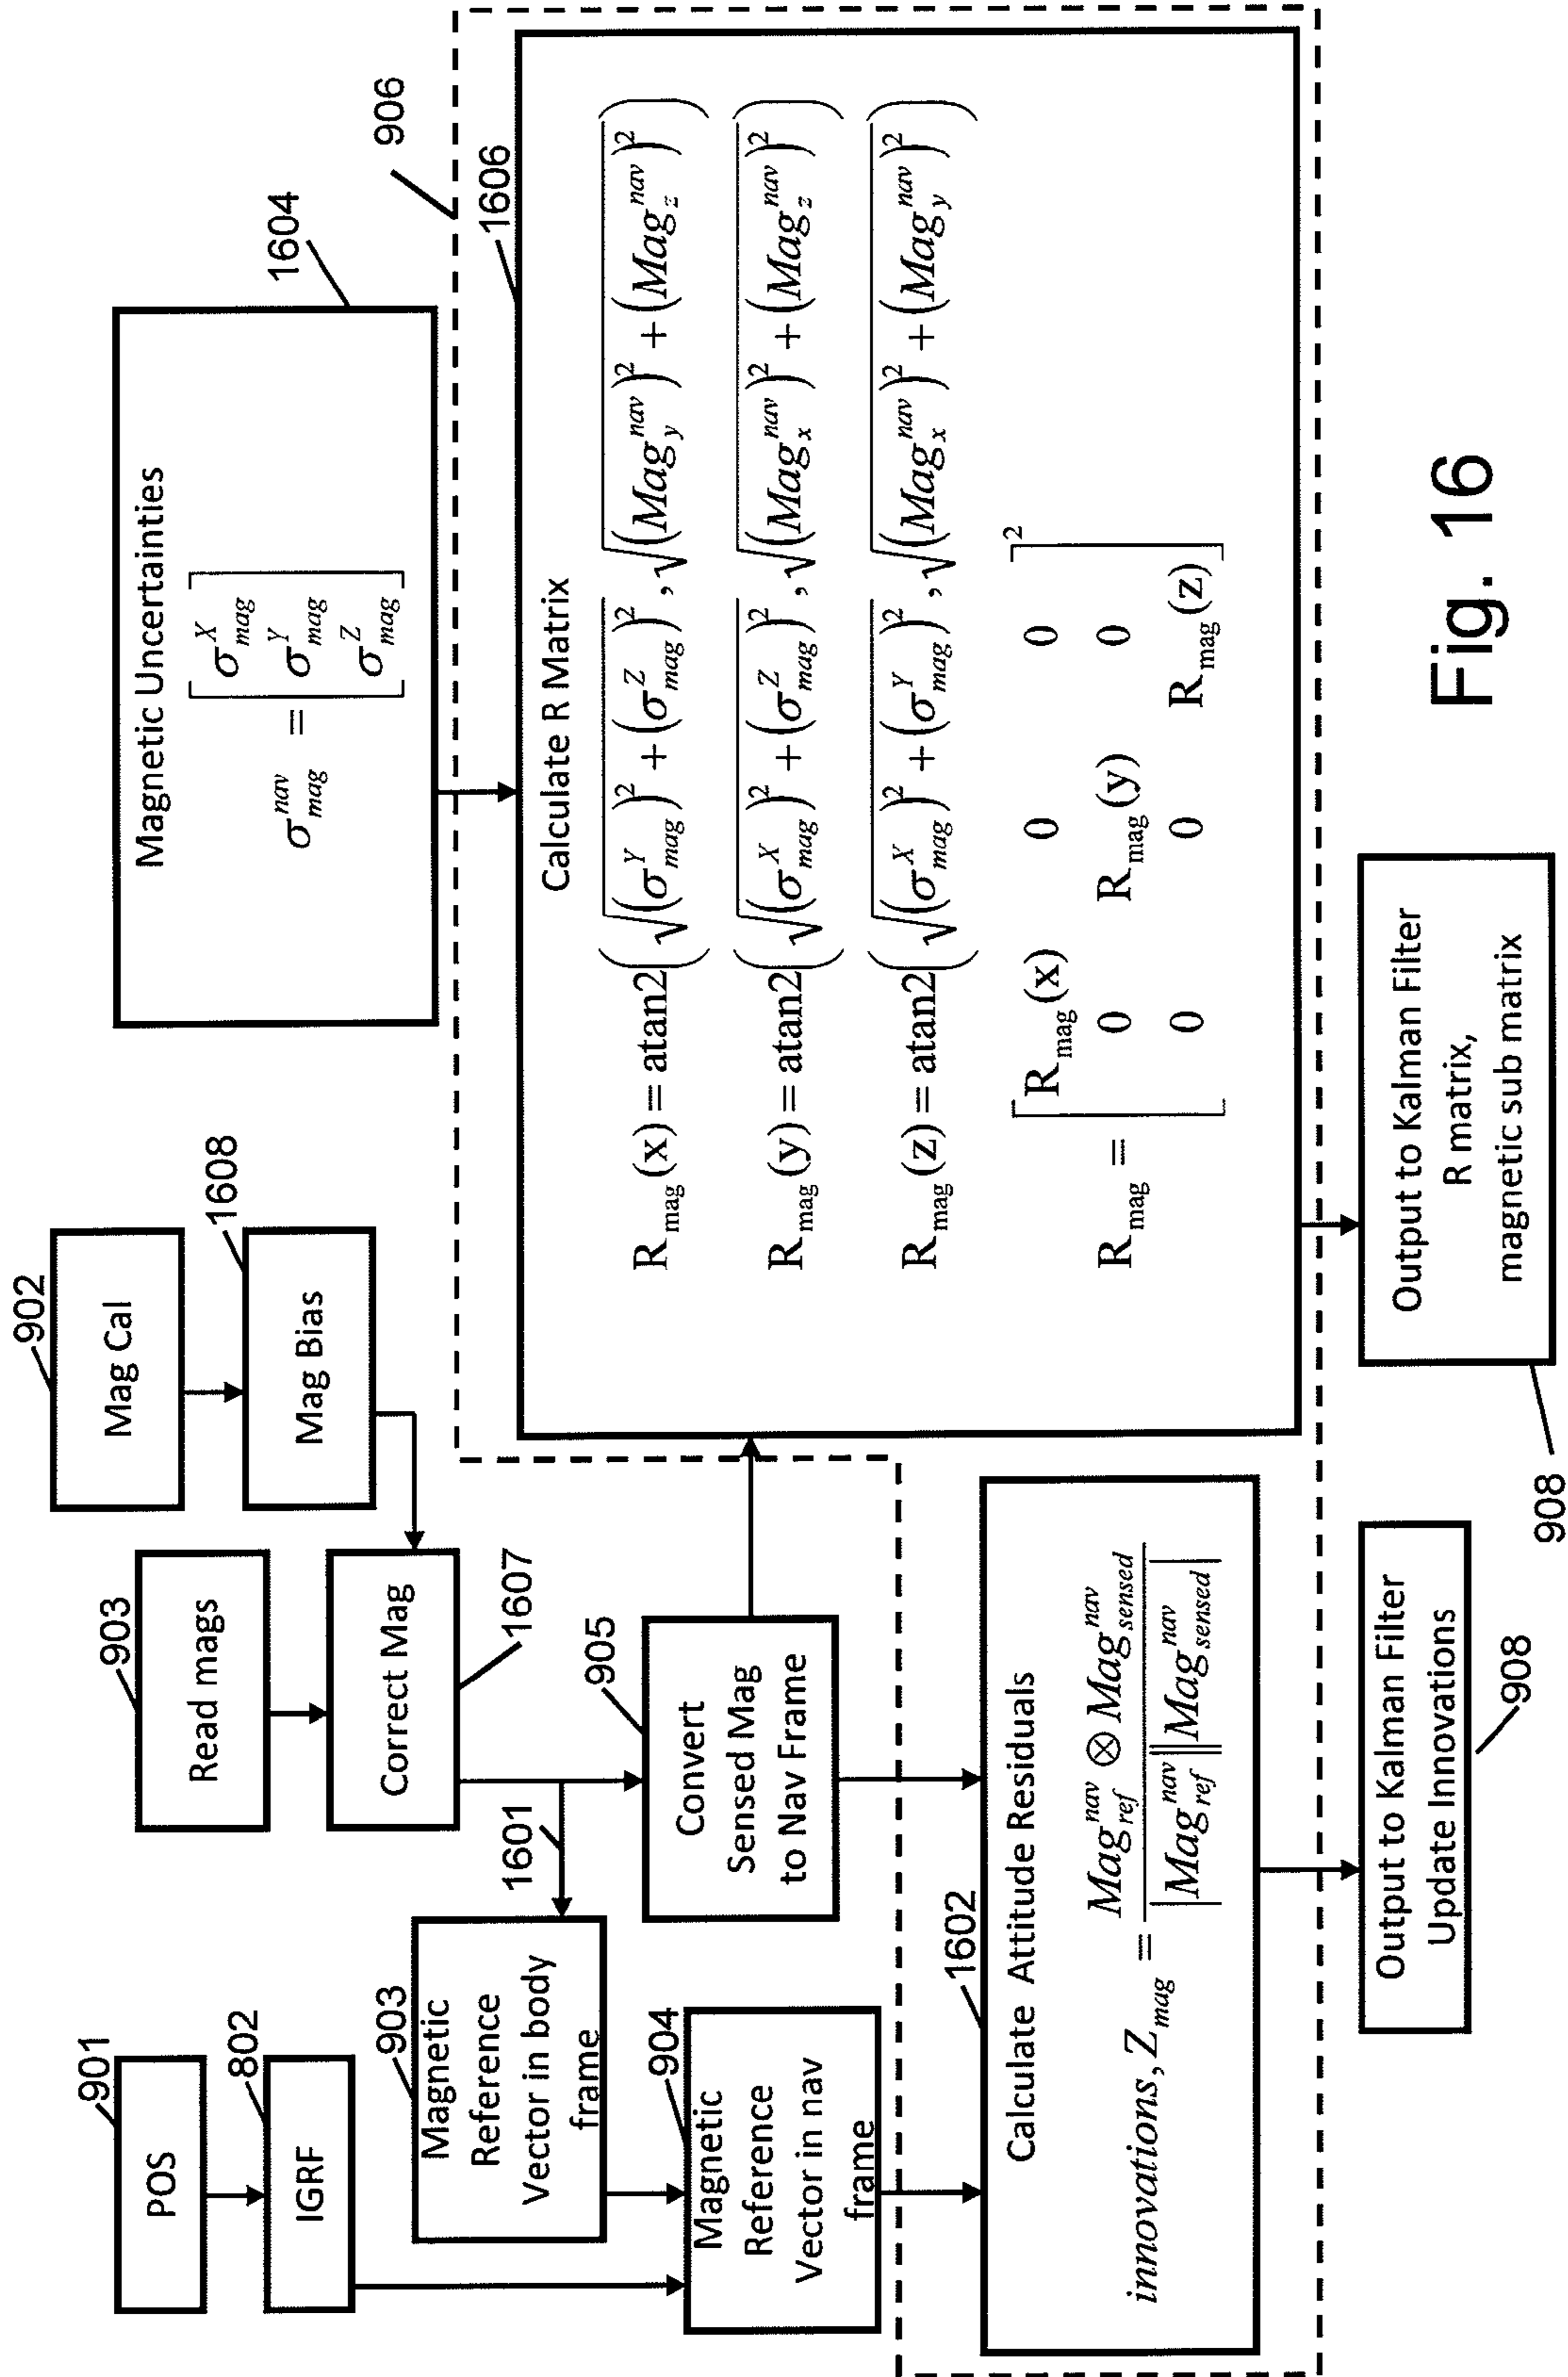 902
Mag Cal
1608
Mag Bias
903
Read mags
Correct Mag
1607
901
POS
802
IGRF
1601
903
Magnetic
Reference
Vector in body
frame
904
Magnetic
Reference
Vector in nav
frame
905
Convert
Sensed Mag
to Nav Frame
1604
Magnetic Uncertainties
σ_mag^nav = [σ_mag^X
σ_mag^Y
σ_mag^Z]
906
1606
Calculate R Matrix
R_mag(x) = atan2(√((σ_mag^Y)^2 + (σ_mag^Z)^2), √((Mag_y^nav)^2 + (Mag_z^nav)^2))
R_mag(y) = atan2(√((σ_mag^X)^2 + (σ_mag^Z)^2), √((Mag_x^nav)^2 + (Mag_z^nav)^2))
R_mag(z) = atan2(√((σ_mag^X)^2 + (σ_mag^Y)^2), √((Mag_x^nav)^2 + (Mag_y^nav)^2))
R_mag = [R_mag(x) 0 0
0 R_mag(y) 0
0 0 R_mag(z)]^2
1602
Calculate Attitude Residuals
innovations, Z_mag = Mag_ref^nav ⊗ Mag_sensed^nav
|Mag_ref^nav||Mag_sensed^nav|
Output to Kalman Filter
Update Innovations
908
Output to Kalman Filter
R matrix,
magnetic sub matrix
908
Fig. 16